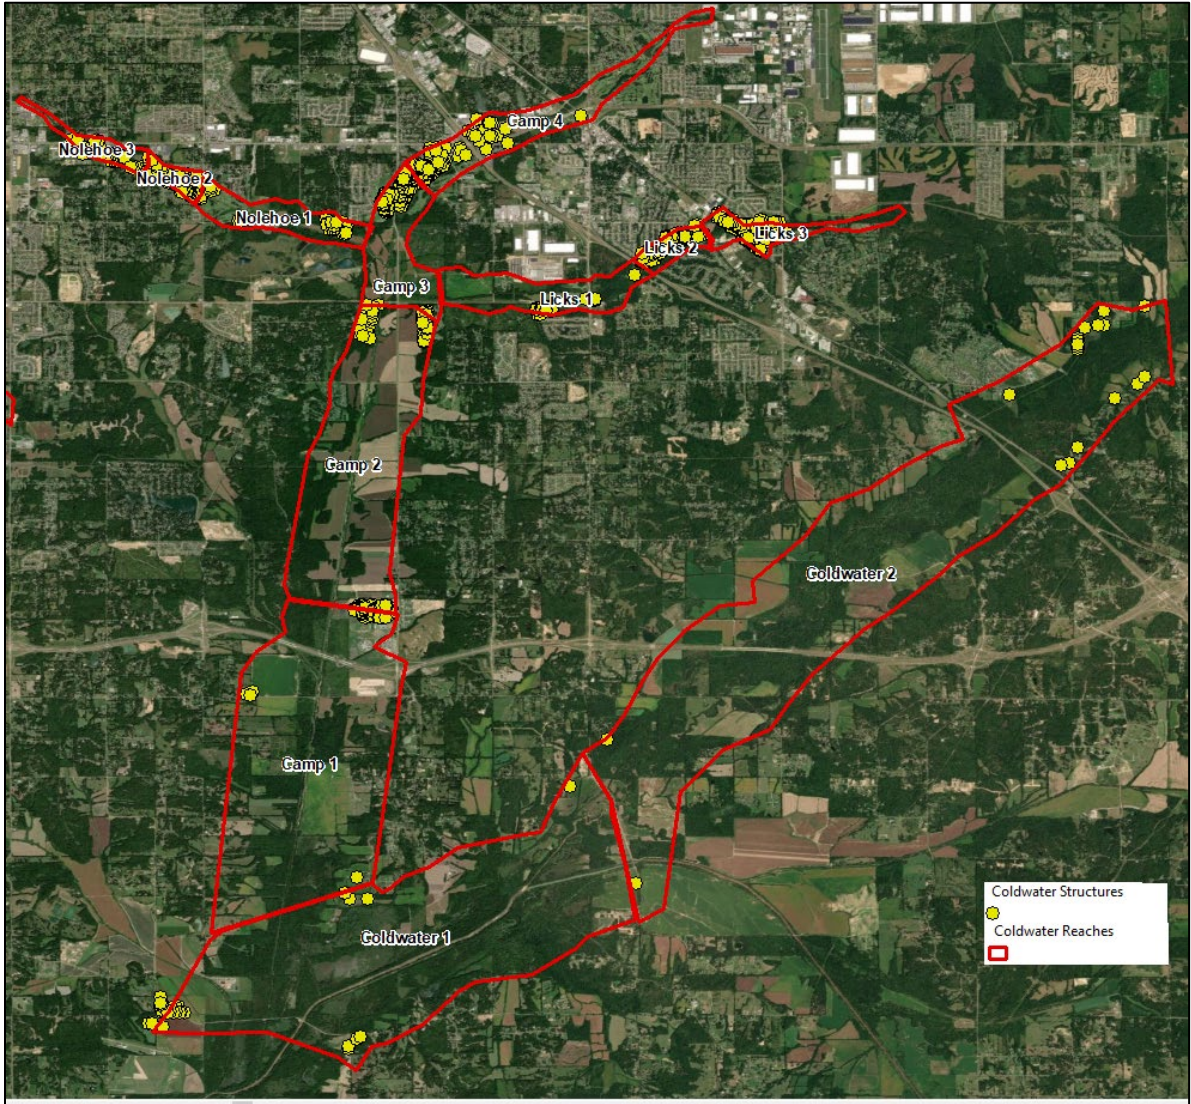 Camp 4
Nolehoe 3
Nolehoe 2
Nolehoe 1
Licks 3
Licks 2
Camp 3
Licks 1
Camp 2
Coldwater 2
Camp 1
Coldwater 1
Coldwater Structures
Coldwater Reaches